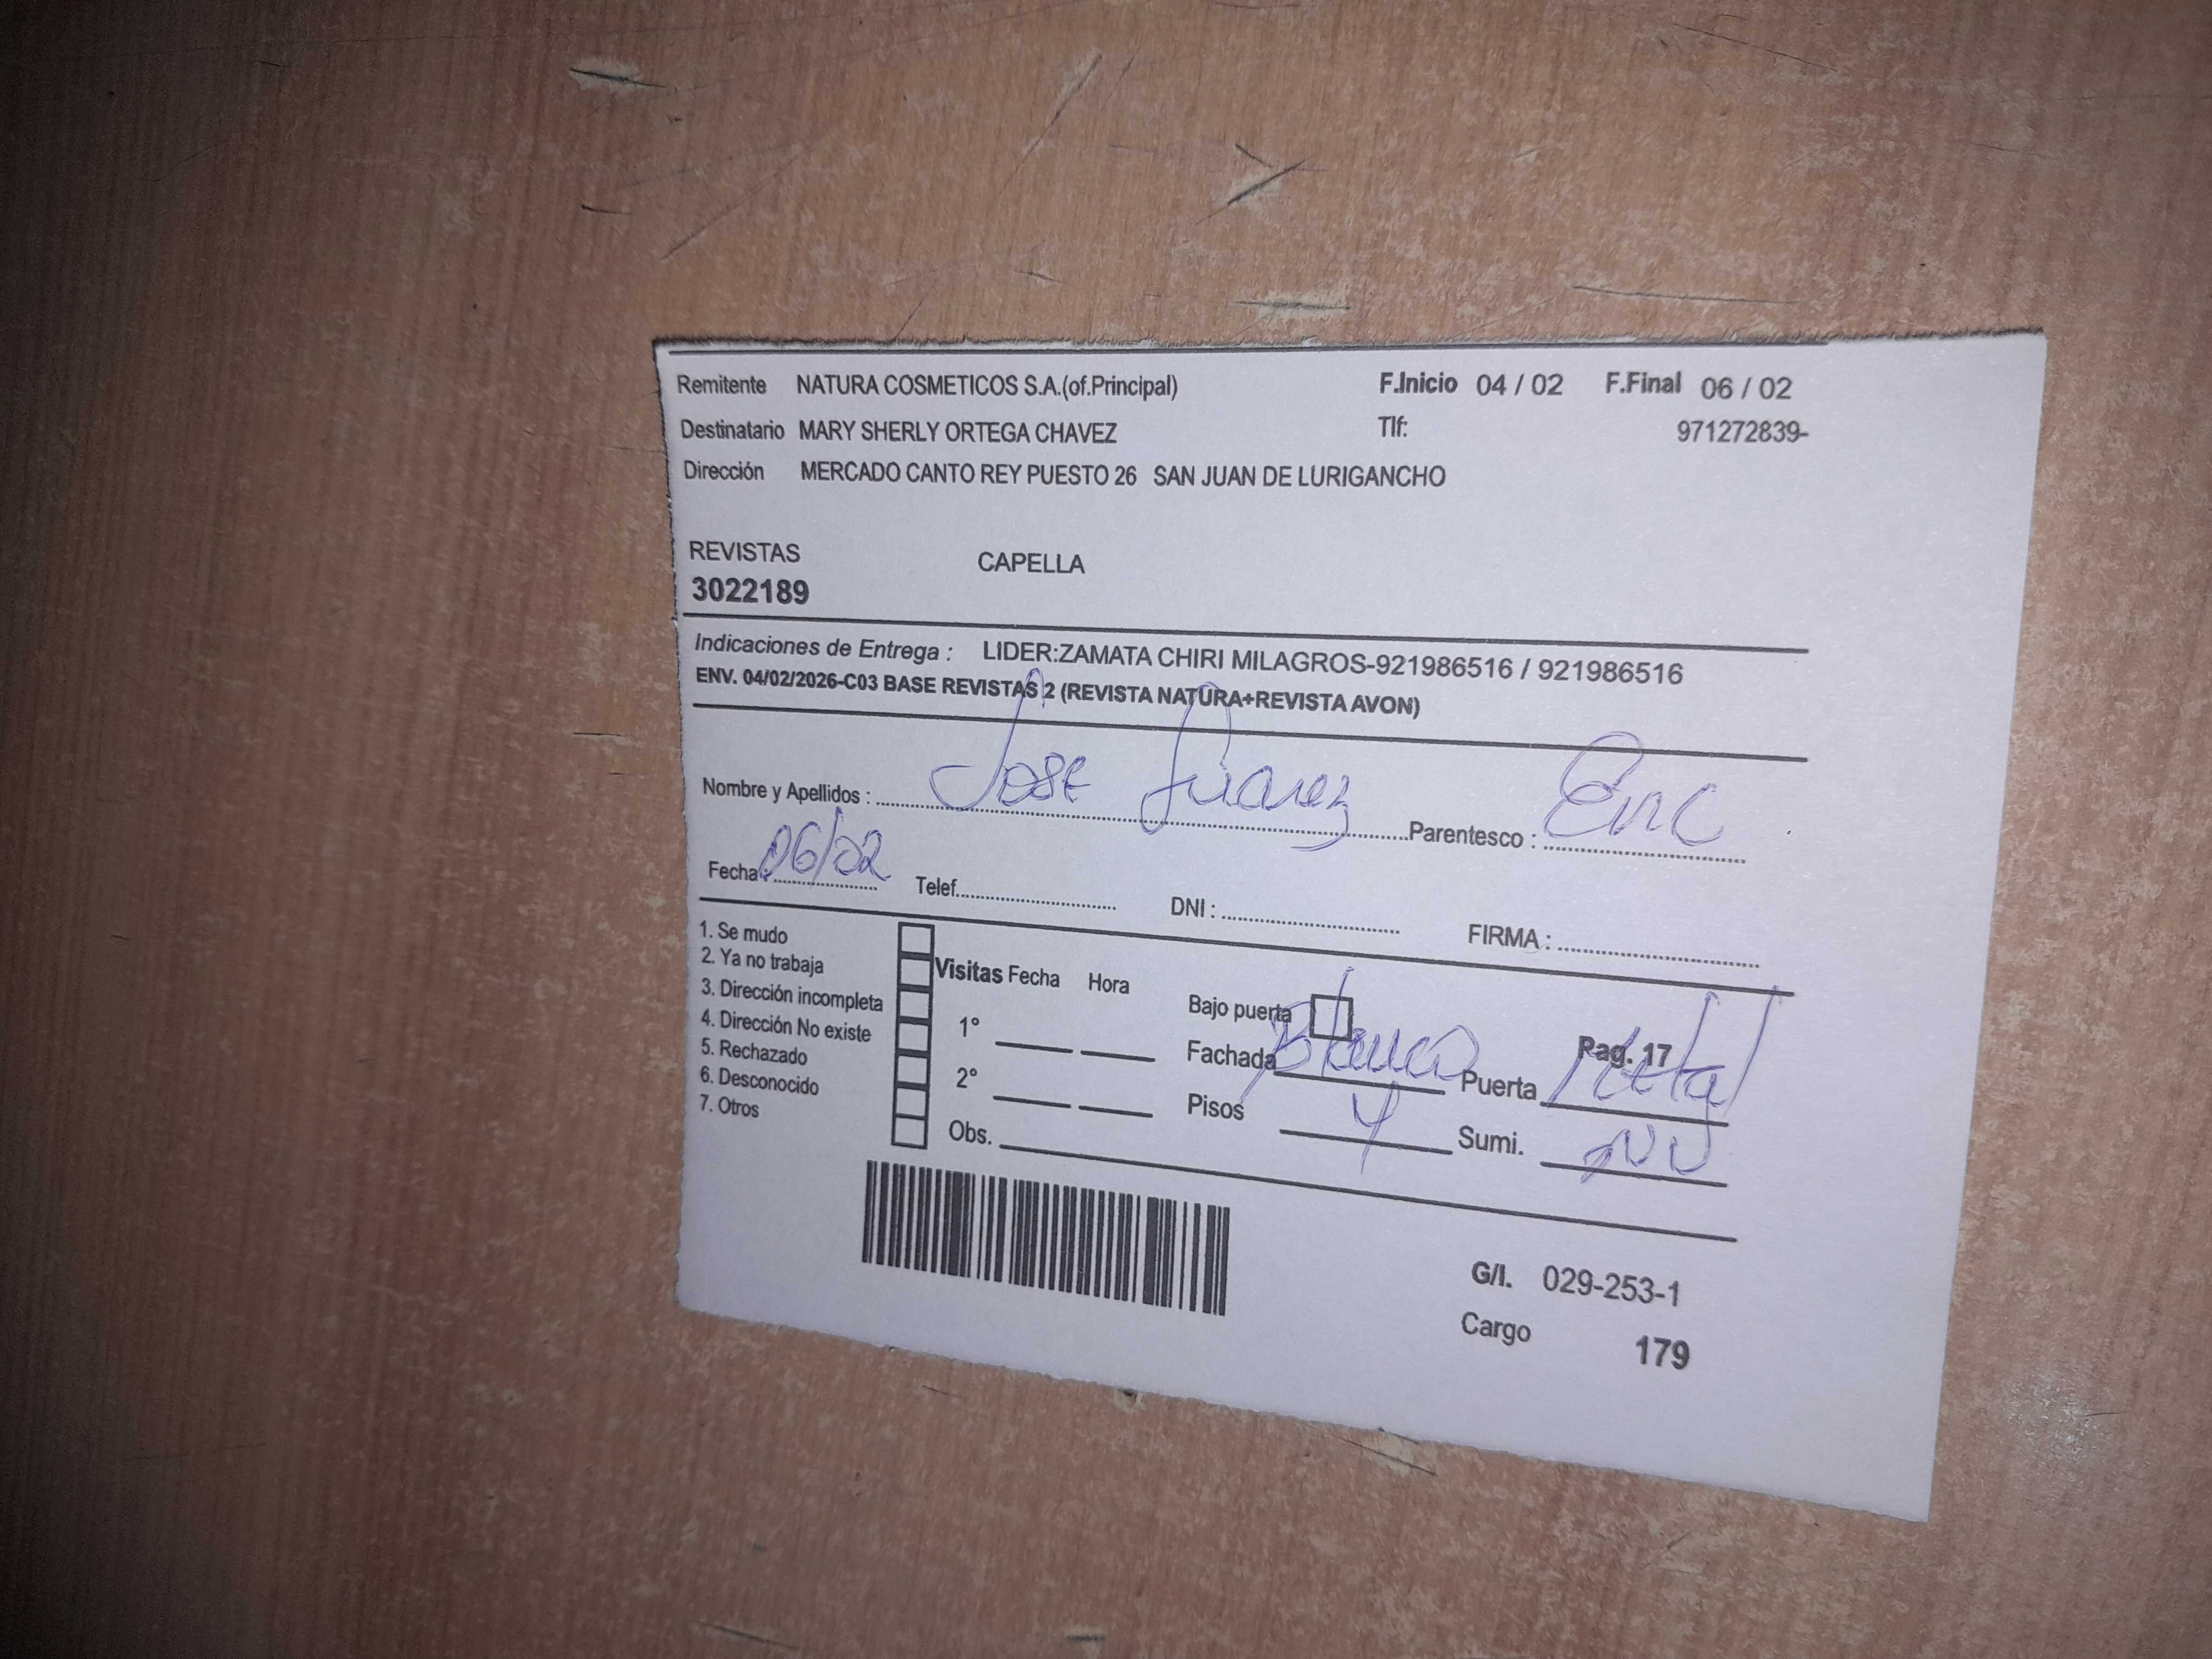 Remitente NATURA COSMETICOS S.A.(of.Principal) F.Inicio 04 / 02 F.Final 06 / 02
Destinatario MARY SHERLY ORTEGA CHAVEZ Tlf: 971272839-
Dirección MERCADO CANTO REY PUESTO 26 SAN JUAN DE LURIGANCHO
REVISTAS CAPELLA
3022189
Indicaciones de Entrega : LIDER:ZAMATA CHIRI MILAGROS-921986516 / 921986516
ENV. 04/02/2026-C03 BASE REVISTAS 2 (REVISTA NATURA+REVISTA AVON)
Nombre y Apellidos : Jose Suarez Parentesco : Enc
Fecha : 06/02 Telef. DNI : FIRMA :
1. Se mudo
2. Ya no trabaja
3. Dirección incompleta
4. Dirección No existe
5. Rechazado
6. Desconocido
7. Otros
Visitas Fecha Hora
1°
2°
Obs.
Bajo puerta Pag. 17
Fachada Blanco Puerta Metal
Pisos 4 Sumi.
G/I. 029-253-1
Cargo 179